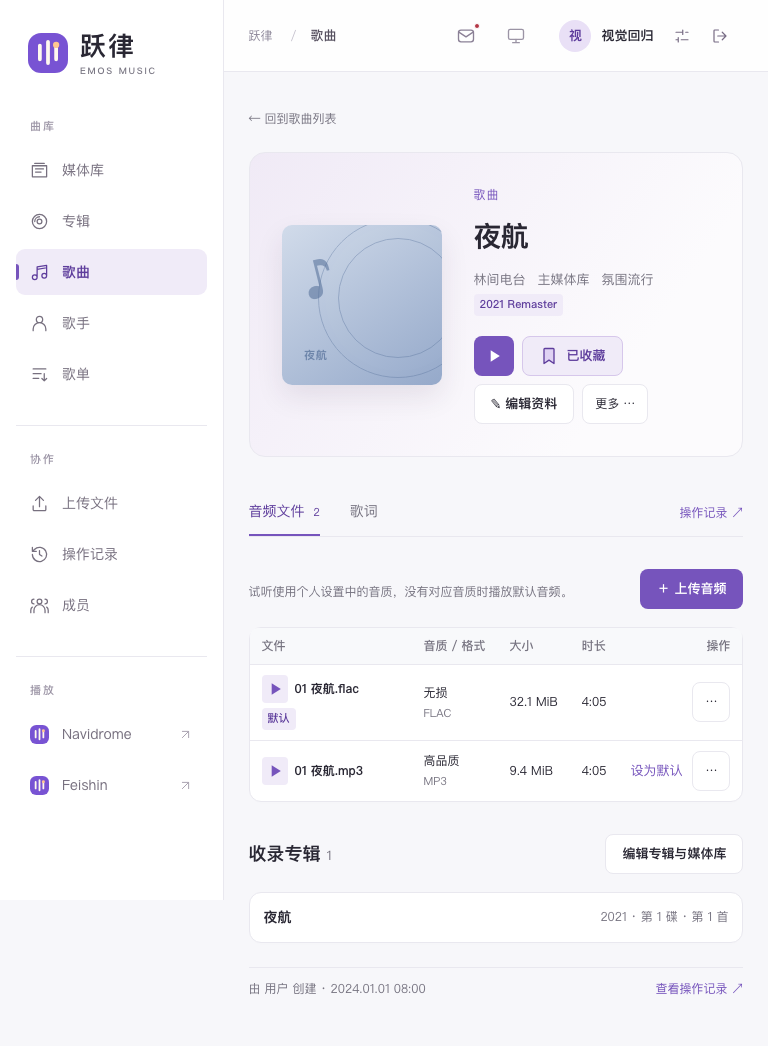 跃律
EMOS MUSIC
曲库
媒体库
专辑
歌曲
歌手
歌单
协作
上传文件
操作记录
成员
播放
Navidrome
Feishin
跃律 / 歌曲
视 视觉回归
← 回到歌曲列表
夜航
歌曲
夜航
林间电台 主媒体库 氛围流行
2021 Remaster
已收藏
✎ 编辑资料 更多 ···
音频文件 2 歌词 操作记录 ↗
试听使用个人设置中的音质，没有对应音质时播放默认音频。
+ 上传音频
文件 音质 / 格式 大小 时长 操作
01 夜航.flac 无损 32.1 MiB 4:05 ···
默认 FLAC
01 夜航.mp3 高品质 9.4 MiB 4:05 设为默认 ···
MP3
收录专辑 1 编辑专辑与媒体库
夜航 2021 · 第 1 碟 · 第 1 首
由 用户 创建 · 2024.01.01 08:00 查看操作记录 ↗